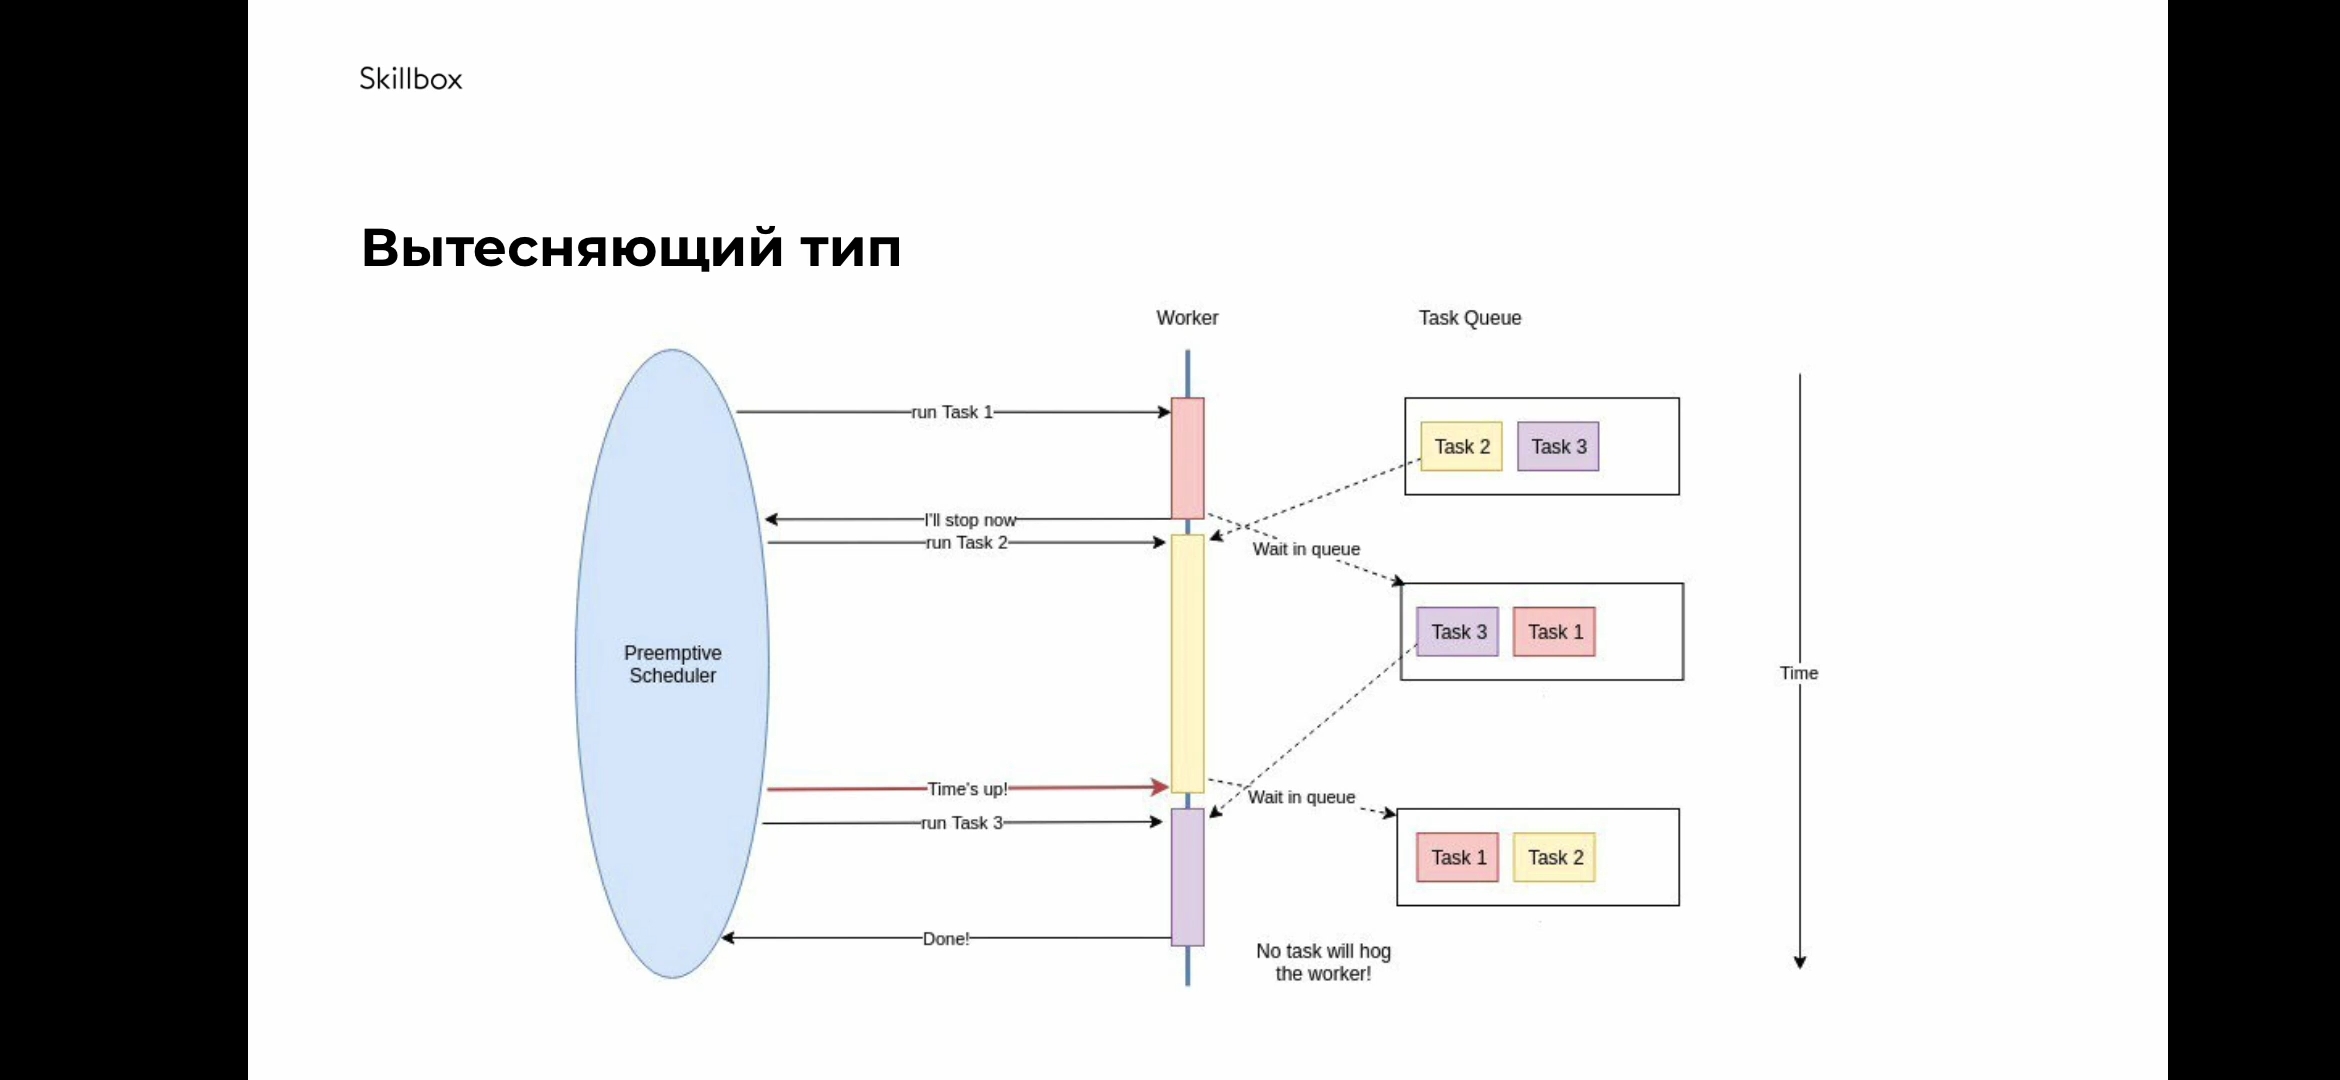 Skillbox
Вытесняющий тип
Worker
Task Queue
run Task 1
Task 2
Task 3
I'll stop now
run Task 2
Wait in queue
Task 3
Task 1
Preemptive
Scheduler
Time
Time's up!
Wait in queue
run Task 3
Task 1
Task 2
Done!
No task will hog
the worker!